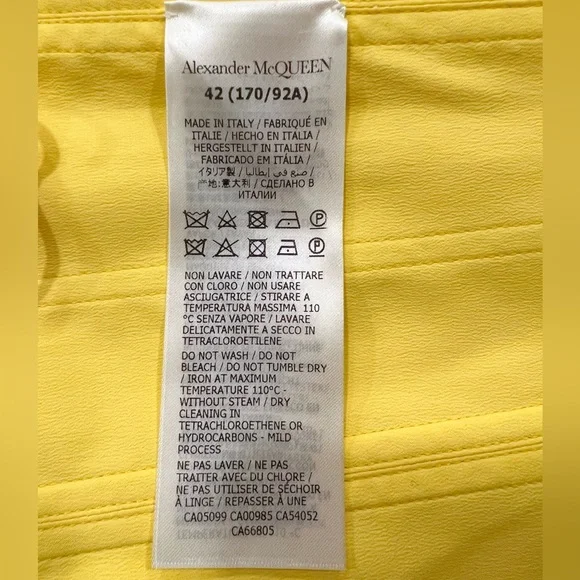 Alexander McQUEEN
42 (170/92A)
MADE IN ITALY / FABRIQUÉ EN
ITALIE / HECHO EN ITALIA /
HERGESTELLT IN ITALIEN /
FABRICADO EM ITÁLIA /
イタリア製 / صنع في إيطاليا /
地:意大利 / СДЕЛАНО В
ИТАЛИИ
P
P
NON LAVARE / NON TRATTARE
CON CLORO / NON USARE
ASCIUGATRICE / STIRARE A
TEMPERATURA MASSIMA 110
°C SENZA VAPORE / LAVARE
DELICATAMENTE A SECCO IN
TETRACLOROETILENE
DO NOT WASH / DO NOT
BLEACH / DO NOT TUMBLE DRY
/ IRON AT MAXIMUM
TEMPERATURE 110°C -
WITHOUT STEAM / DRY
CLEANING IN
TETRACHLOROETHENE OR
HYDROCARBONS - MILD
PROCESS
NE PAS LAVER / NE PAS
TRAITER AVEC DU CHLORE /
NE PAS UTILISER DE SÉCHOIR
À LINGE / REPASSER À UNE
CA05099 CA00985 CA54052
CA66805